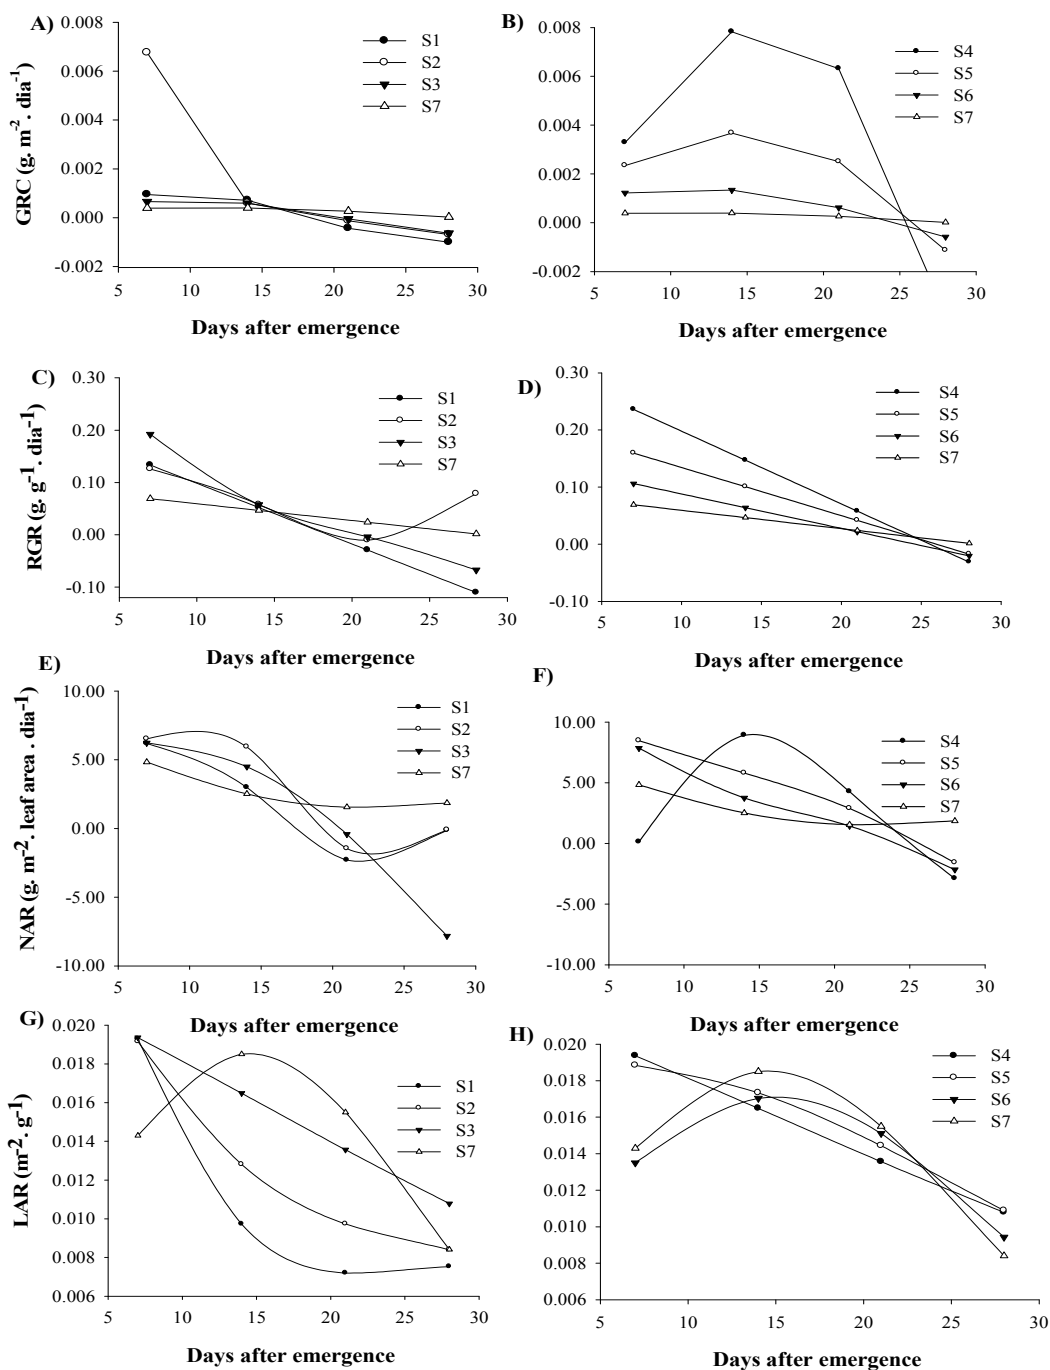 A)
0.008
0.006
0.004
0.002
0.000
-0.002
GRC (g. m⁻². dia⁻¹)
S1
S2
S3
S7
5 10 15 20 25 30
Days after emergence
B)
0.008
0.006
0.004
0.002
0.000
-0.002
S4
S5
S6
S7
5 10 15 20 25 30
Days after emergence
C)
0.30
0.20
0.10
0.00
-0.10
RGR (g. g⁻¹. dia⁻¹)
S1
S2
S3
S7
5 10 15 20 25 30
Days after emergence
D)
0.30
0.20
0.10
0.00
-0.10
S4
S5
S6
S7
5 10 15 20 25 30
Days after emergence
E)
10.00
5.00
0.00
-5.00
-10.00
NAR (g. m⁻². leaf area . dia⁻¹)
S1
S2
S3
S7
5 10 15 20 25 30
Days after emergence
F)
10.00
5.00
0.00
-5.00
-10.00
S4
S5
S6
S7
5 10 15 20 25 30
Days after emergence
G)
0.020
0.018
0.016
0.014
0.012
0.010
0.008
0.006
LAR (m⁻². g⁻¹)
S1
S2
S3
S7
5 10 15 20 25 30
Days after emergence
H)
0.020
0.018
0.016
0.014
0.012
0.010
0.008
0.006
S4
S5
S6
S7
5 10 15 20 25 30
Days after emergence